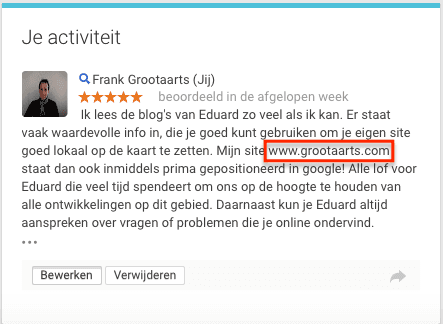 Je activiteit
Frank Grootaarts (Jij)
★★★★★ beoordeeld in de afgelopen week
Ik lees de blog's van Eduard zo veel als ik kan. Er staat
vaak waardevolle info in, die je goed kunt gebruiken om je eigen site
goed lokaal op de kaart te zetten. Mijn site www.grootaarts.com
staat dan ook inmiddels prima gepositioneerd in google! Alle lof voor
Eduard die veel tijd spendeert om ons op de hoogte te houden van
alle ontwikkelingen op dit gebied. Daarnaast kun je Eduard altijd
aanspreken over vragen of problemen die je online ondervind.
•••
Bewerken Verwijderen